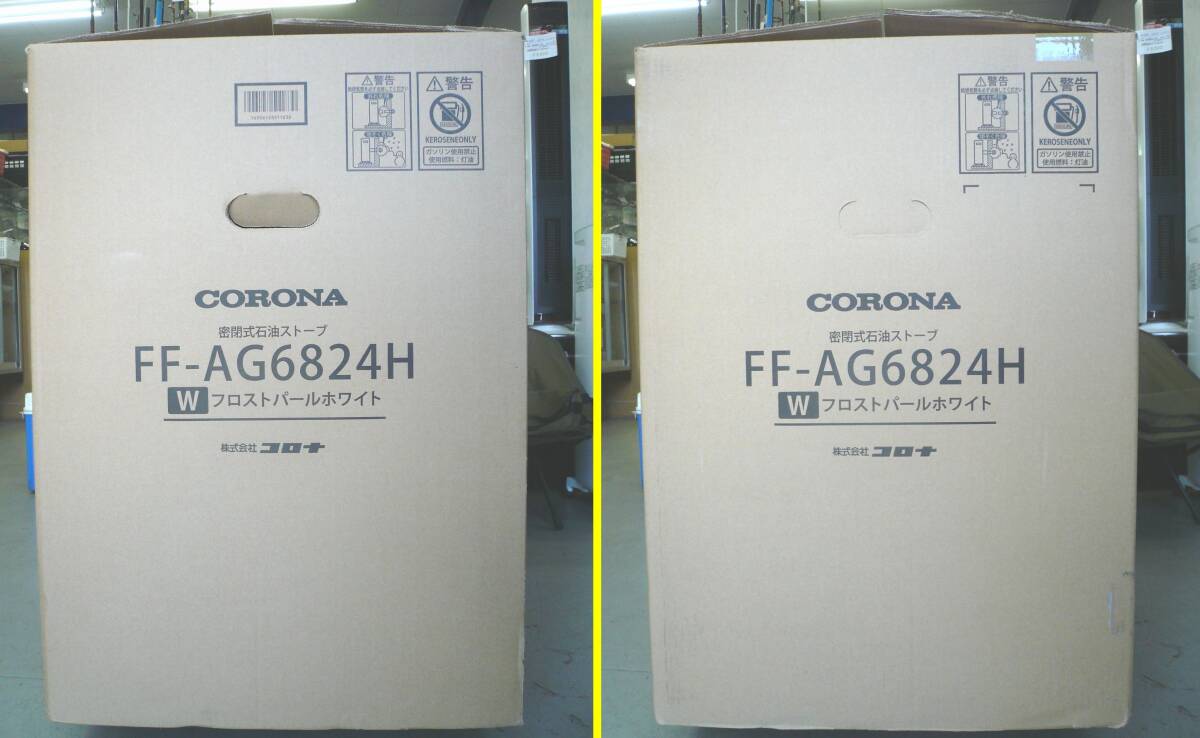 警告
警告
KEROSENEONLY
ガソリン使用禁止
使用燃料：灯油
CORONA
密閉式石油ストーブ
FF-AG6824H
W フロストパールホワイト
株式会社 コロナ
警告
警告
KEROSENEONLY
ガソリン使用禁止
使用燃料：灯油
CORONA
密閉式石油ストーブ
FF-AG6824H
W フロストパールホワイト
株式会社 コロナ